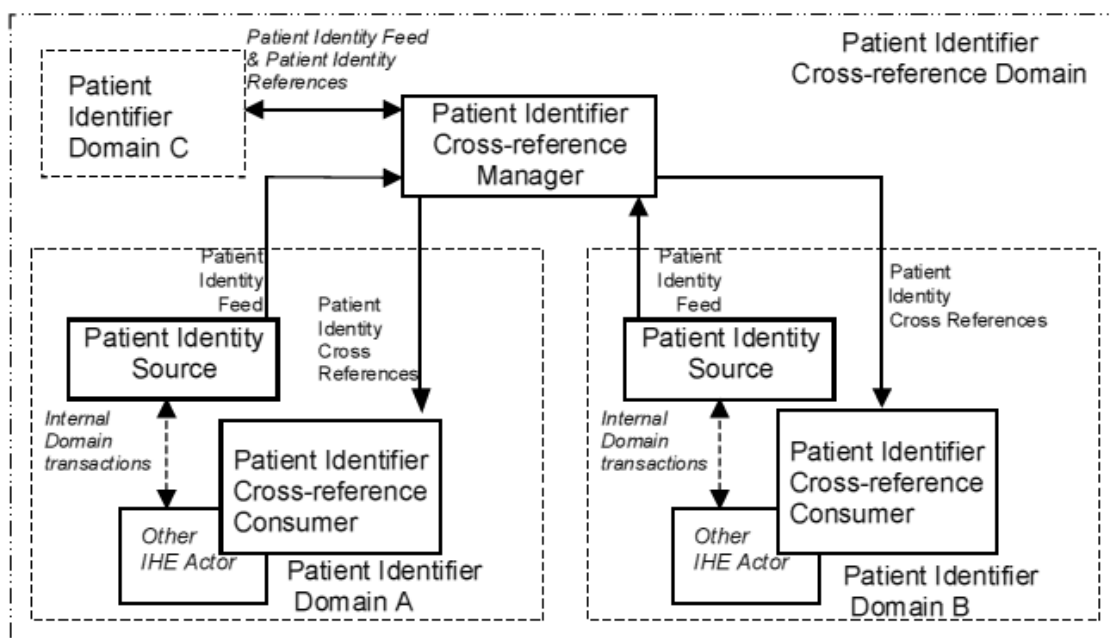 Patient Identity Feed
& Patient Identity
References
Patient Identifier
Cross-reference Domain
Patient
Identifier
Domain C
Patient Identifier
Cross-reference
Manager
Patient
Identity
Feed
Patient
Identity
Cross
References
Patient Identity
Source
Internal
Domain
transactions
Patient Identifier
Cross-reference
Consumer
Other
IHE Actor
Patient Identifier
Domain A
Patient
Identity
Feed
Patient
Identity
Cross References
Patient Identity
Source
Internal
Domain
transactions
Patient Identifier
Cross-reference
Consumer
Other
IHE Actor
Patient Identifier
Domain B